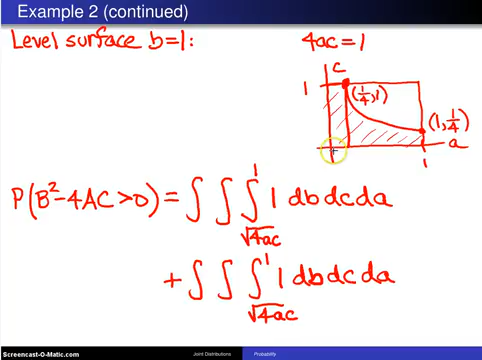 Example 2 (continued)
Level surface b=1:
4ac=1
c
1
(1/4, 1)
(1, 1/4)
a
1
P(B²-4AC>0) = ∫ ∫ ∫_{√4ac}^{1} 1 db dc da
+ ∫ ∫ ∫_{√4ac}^{1} 1 db dc da
Screencast-O-Matic.com
Joint Distributions
Probability